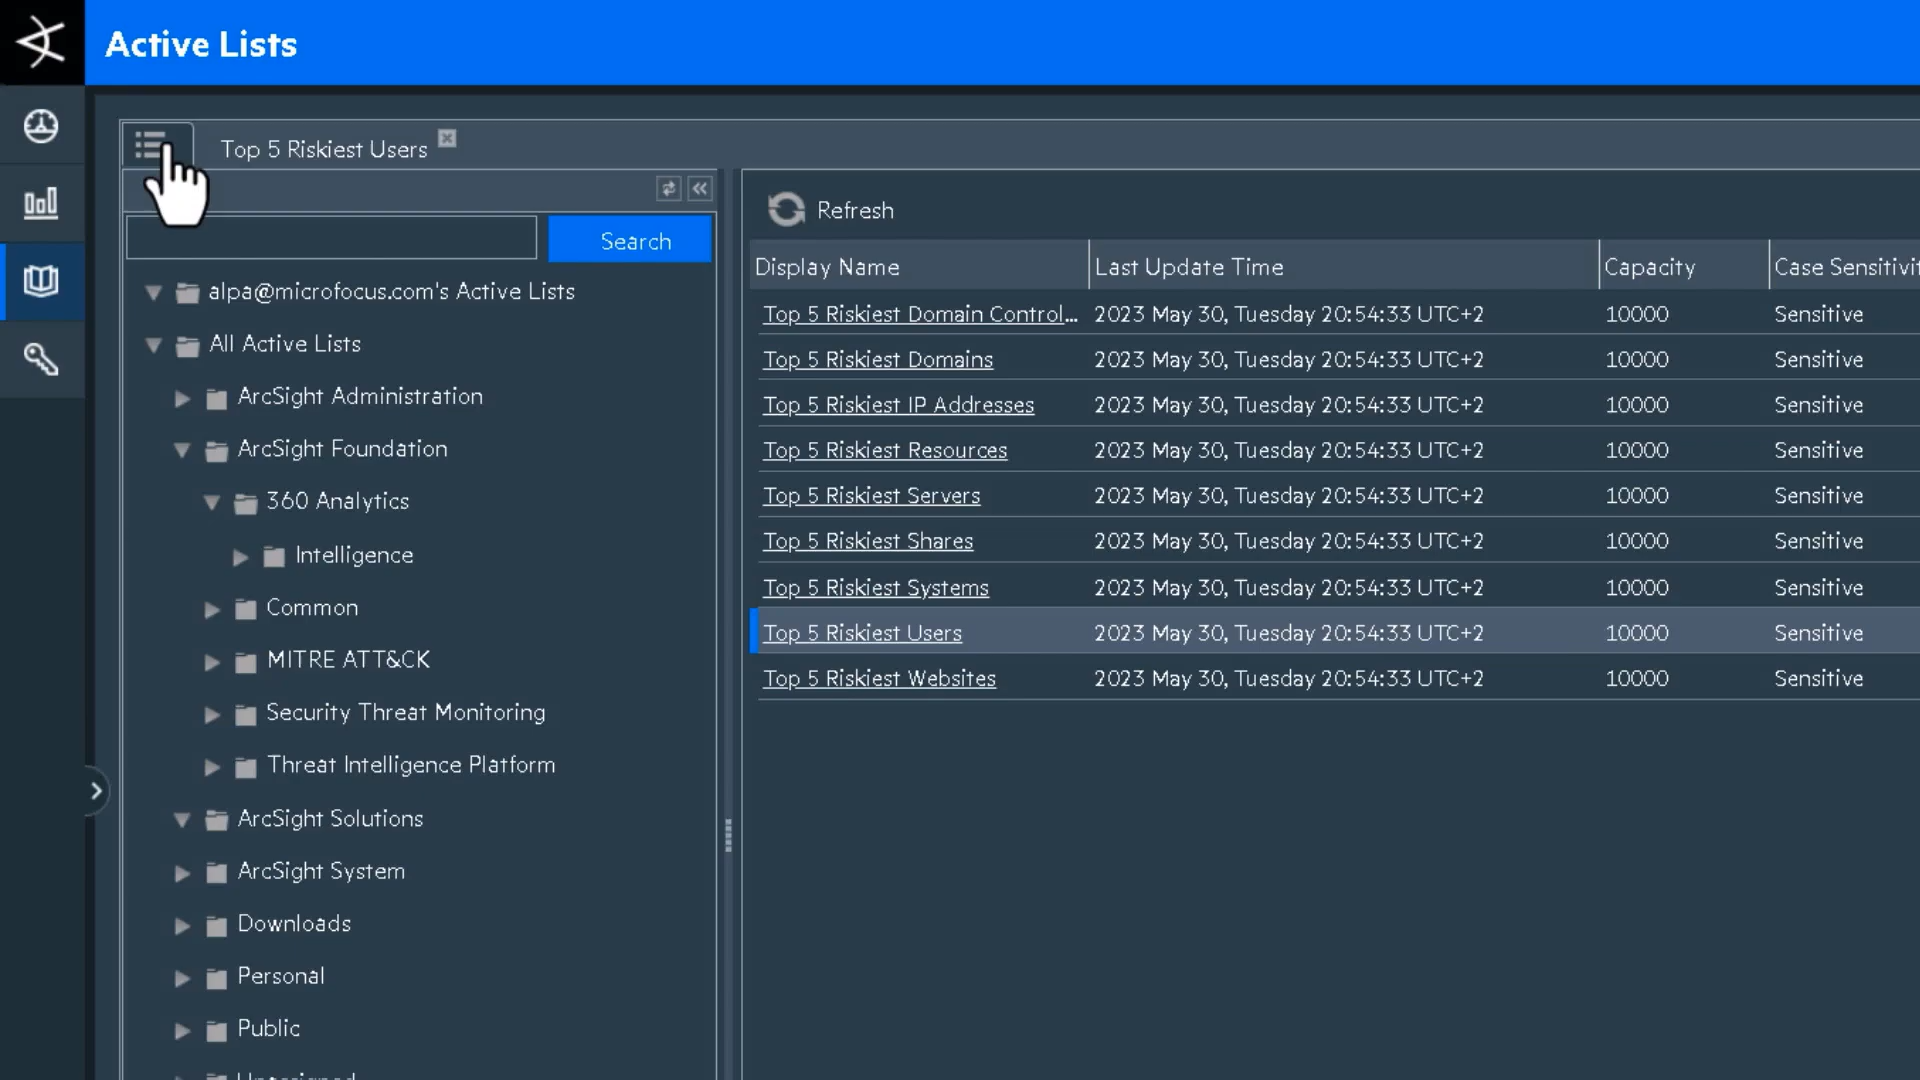 Active Lists
Top 5 Riskiest Users
Search
alpa@microfocus.com's Active Lists
All Active Lists
ArcSight Administration
ArcSight Foundation
360 Analytics
Intelligence
Common
MITRE ATT&CK
Security Threat Monitoring
Threat Intelligence Platform
ArcSight Solutions
ArcSight System
Downloads
Personal
Public
Refresh
Display Name Last Update Time Capacity Case Sensitivit
Top 5 Riskiest Domain Control... 2023 May 30, Tuesday 20:54:33 UTC+2 10000 Sensitive
Top 5 Riskiest Domains 2023 May 30, Tuesday 20:54:33 UTC+2 10000 Sensitive
Top 5 Riskiest IP Addresses 2023 May 30, Tuesday 20:54:33 UTC+2 10000 Sensitive
Top 5 Riskiest Resources 2023 May 30, Tuesday 20:54:33 UTC+2 10000 Sensitive
Top 5 Riskiest Servers 2023 May 30, Tuesday 20:54:33 UTC+2 10000 Sensitive
Top 5 Riskiest Shares 2023 May 30, Tuesday 20:54:33 UTC+2 10000 Sensitive
Top 5 Riskiest Systems 2023 May 30, Tuesday 20:54:33 UTC+2 10000 Sensitive
Top 5 Riskiest Users 2023 May 30, Tuesday 20:54:33 UTC+2 10000 Sensitive
Top 5 Riskiest Websites 2023 May 30, Tuesday 20:54:33 UTC+2 10000 Sensitive